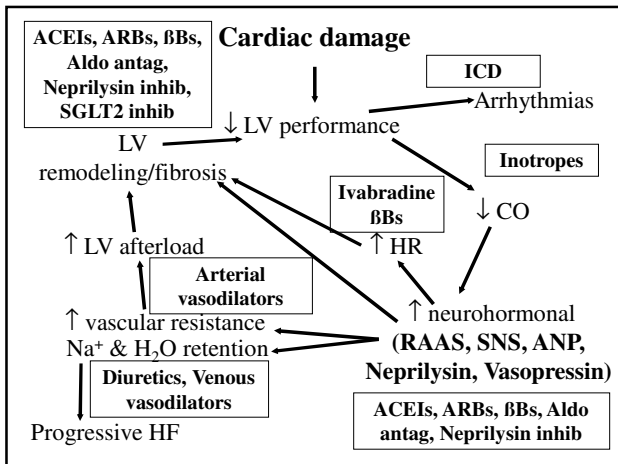 ACEIs, ARBs, ßBs,
Aldo antag,
Neprilysin inhib,
SGLT2 inhib
Cardiac damage
ICD
Arrhythmias
↓ LV performance
LV
remodeling/fibrosis
Inotropes
Ivabradine
ßBs
↓ CO
↑ HR
↑ LV afterload
Arterial
vasodilators
↑ neurohormonal
(RAAS, SNS, ANP,
Neprilysin, Vasopressin)
↑ vascular resistance
Na⁺ & H₂O retention
Diuretics, Venous
vasodilators
ACEIs, ARBs, ßBs, Aldo
antag, Neprilysin inhib
Progressive HF